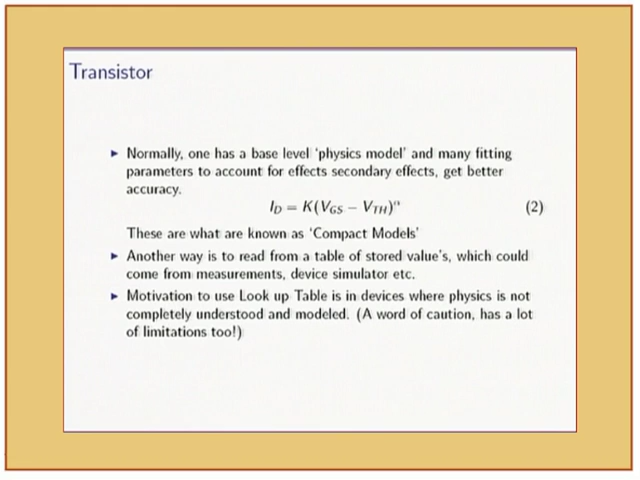 Transistor
Normally, one has a base level 'physics model' and many fitting
parameters to account for effects secondary effects, get better
accuracy.
I_D = K(V_GS − V_TH)^α (2)
These are what are known as 'Compact Models'
Another way is to read from a table of stored value's, which could
come from measurements, device simulator etc.
Motivation to use Look up Table is in devices where physics is not
completely understood and modeled. (A word of caution, has a lot
of limitations too!)